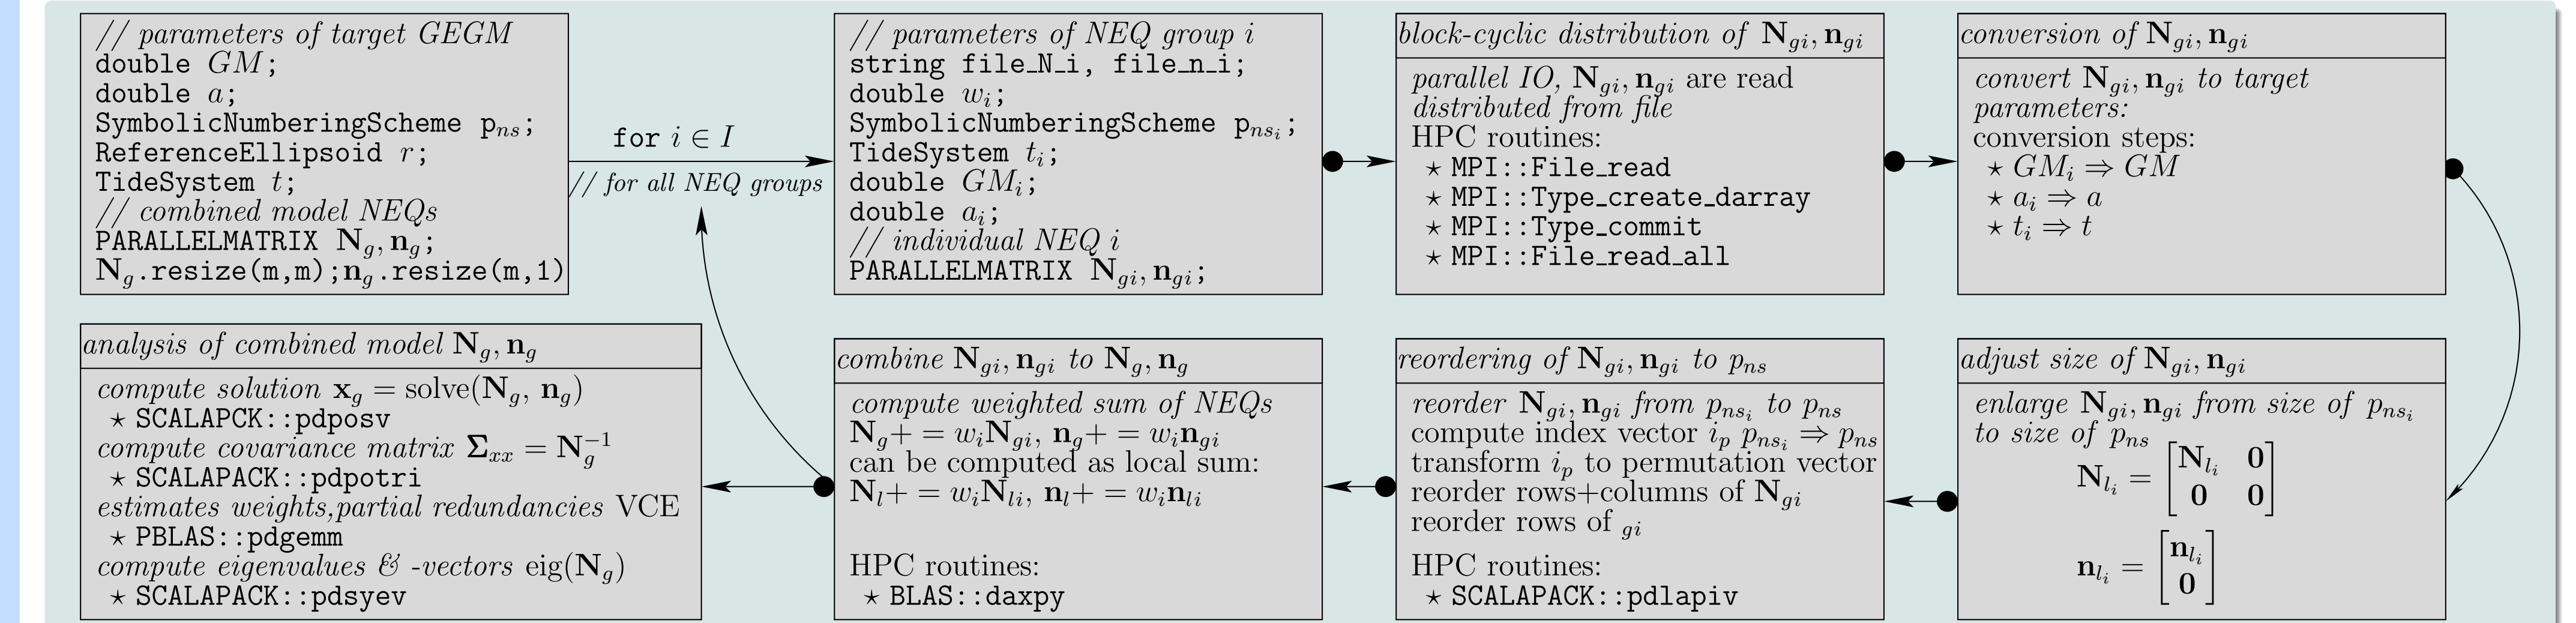 // parameters of target GEGM
double GM;
double a;
SymbolicNumberingScheme p_ns;
ReferenceEllipsoid r;
TideSystem t;
// combined model NEQs
PARALLELMATRIX N_g, n_g;
N_g.resize(m,m);n_g.resize(m,1)
for i ∈ I
// for all NEQ groups
// parameters of NEQ group i
string file_N_i, file_n_i;
double w_i;
SymbolicNumberingScheme p_ns_i;
TideSystem t_i;
double GM_i;
double a_i;
// individual NEQ i
PARALLELMATRIX N_gi, n_gi;
block-cyclic distribution of N_gi, n_gi
parallel IO, N_gi, n_gi are read
distributed from file
HPC routines:
⋆ MPI::File_read
⋆ MPI::Type_create_darray
⋆ MPI::Type_commit
⋆ MPI::File_read_all
conversion of N_gi, n_gi
convert N_gi, n_gi to target
parameters:
conversion steps:
⋆ GM_i ⇒ GM
⋆ a_i ⇒ a
⋆ t_i ⇒ t
adjust size of N_gi, n_gi
enlarge N_gi, n_gi from size of p_ns_i
to size of p_ns
N_l_i = [N_l_i 0
0 0]
n_l_i = [n_l_i
0]
reordering of N_gi, n_gi to p_ns
reorder N_gi, n_gi from p_ns_i to p_ns
compute index vector i_p p_ns_i ⇒ p_ns
transform i_p to permutation vector
reorder rows+columns of N_gi
reorder rows of _gi
HPC routines:
⋆ SCALAPACK::pdlapiv
combine N_gi, n_gi to N_g, n_g
compute weighted sum of NEQs
N_g+ = w_iN_gi, n_g+ = w_in_gi
can be computed as local sum:
N_l+ = w_iN_li, n_l+ = w_in_li
HPC routines:
⋆ BLAS::daxpy
analysis of combined model N_g, n_g
compute solution x_g = solve(N_g, n_g)
⋆ SCALAPCK::pdposv
compute covariance matrix Σ_xx = N_g^−1
⋆ SCALAPACK::pdpotri
estimates weights,partial redundancies VCE
⋆ PBLAS::pdgemm
compute eigenvalues & -vectors eig(N_g)
⋆ SCALAPACK::pdsyev